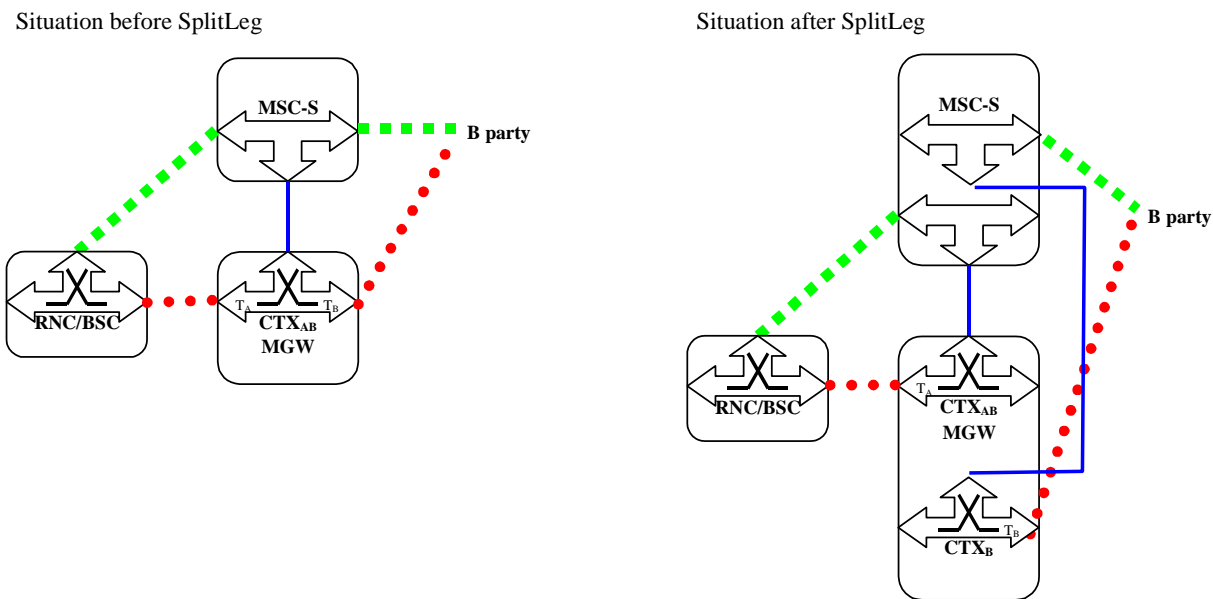 Situation before SplitLeg
MSC-S
B party
RNC/BSC
TA
TB
CTXAB
MGW
Situation after SplitLeg
MSC-S
B party
RNC/BSC
TA
CTXAB
MGW
TB
CTXB